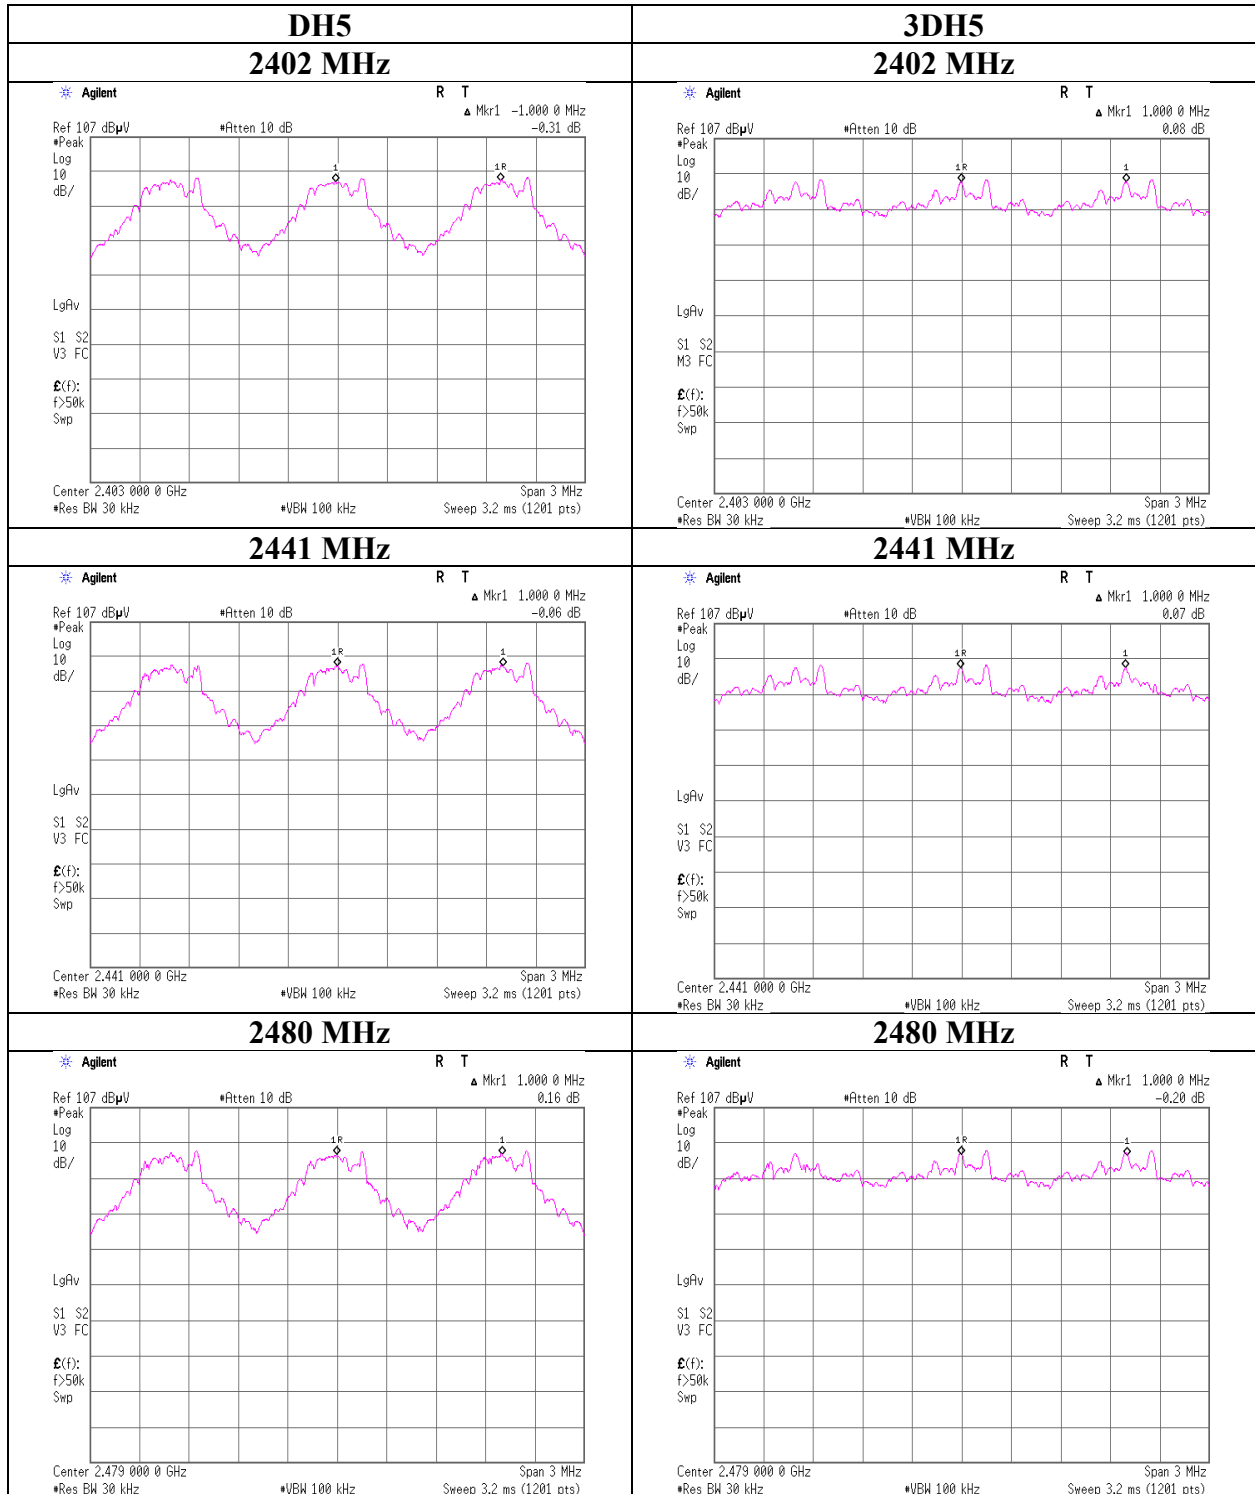 DH5 3DH5
2402 MHz 2402 MHz
Agilent R T
Δ Mkr1 -1.000 0 MHz
Ref 107 dBµV #Atten 10 dB -0.31 dB
#Peak
Log
10
dB/
1
1R
LgAv
S1 S2
V3 FC
£(f):
f>50k
Swp
Center 2.403 000 0 GHz Span 3 MHz
#Res BW 30 kHz #VBW 100 kHz Sweep 3.2 ms (1201 pts)
Agilent R T
Δ Mkr1 1.000 0 MHz
Ref 107 dBµV #Atten 10 dB 0.08 dB
#Peak
Log
10
dB/
1R
1
LgAv
S1 S2
M3 FC
£(f):
f>50k
Swp
Center 2.403 000 0 GHz Span 3 MHz
#Res BW 30 kHz #VBW 100 kHz Sweep 3.2 ms (1201 pts)
2441 MHz 2441 MHz
Agilent R T
Δ Mkr1 1.000 0 MHz
Ref 107 dBµV #Atten 10 dB -0.06 dB
#Peak
Log
10
dB/
1R
1
LgAv
S1 S2
V3 FC
£(f):
f>50k
Swp
Center 2.441 000 0 GHz Span 3 MHz
#Res BW 30 kHz #VBW 100 kHz Sweep 3.2 ms (1201 pts)
Agilent R T
Δ Mkr1 1.000 0 MHz
Ref 107 dBµV #Atten 10 dB 0.07 dB
#Peak
Log
10
dB/
1R
1
LgAv
S1 S2
V3 FC
£(f):
f>50k
Swp
Center 2.441 000 0 GHz Span 3 MHz
#Res BW 30 kHz #VBW 100 kHz Sweep 3.2 ms (1201 pts)
2480 MHz 2480 MHz
Agilent R T
Δ Mkr1 1.000 0 MHz
Ref 107 dBµV #Atten 10 dB 0.16 dB
#Peak
Log
10
dB/
1R
1
LgAv
S1 S2
V3 FC
£(f):
f>50k
Swp
Center 2.479 000 0 GHz Span 3 MHz
#Res BW 30 kHz #VBW 100 kHz Sweep 3.2 ms (1201 pts)
Agilent R T
Δ Mkr1 1.000 0 MHz
Ref 107 dBµV #Atten 10 dB -0.20 dB
#Peak
Log
10
dB/
1R
1
LgAv
S1 S2
V3 FC
£(f):
f>50k
Swp
Center 2.479 000 0 GHz Span 3 MHz
#Res BW 30 kHz #VBW 100 kHz Sweep 3.2 ms (1201 pts)